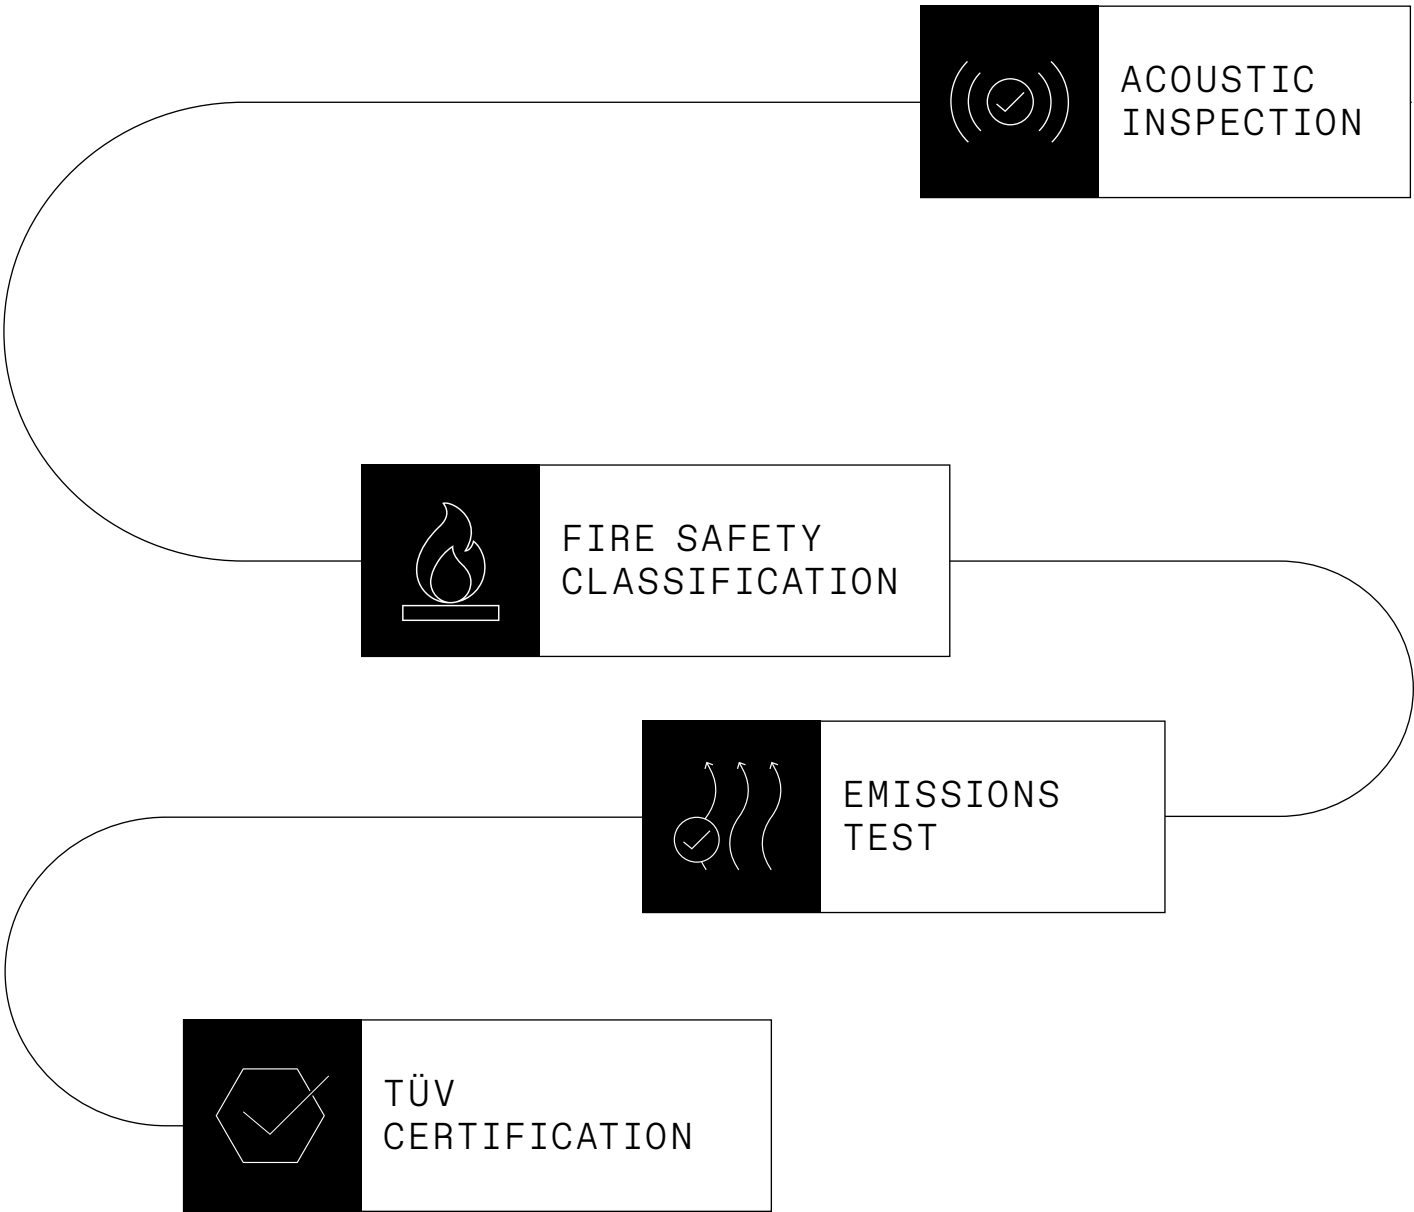 ACOUSTIC
INSPECTION
FIRE SAFETY
CLASSIFICATION
EMISSIONS
TEST
TÜV
CERTIFICATION